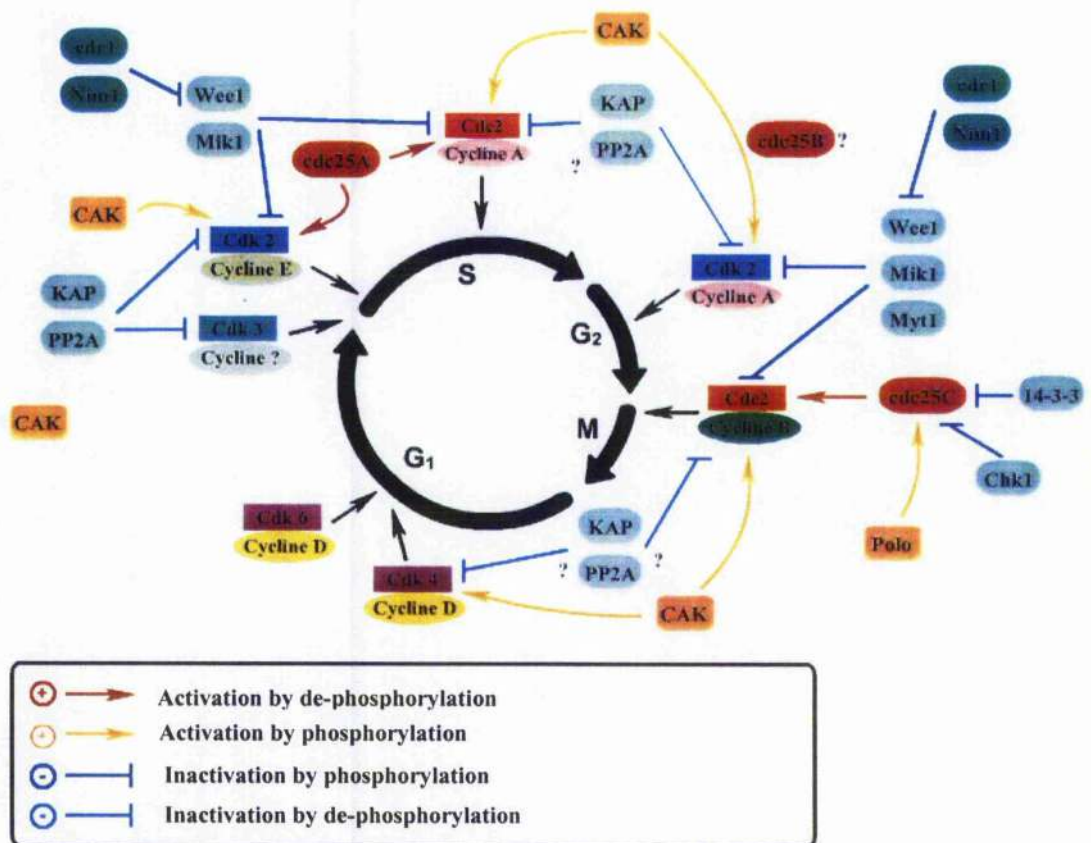 CAK
cdr1
Nim1
Wee1
Mik1
Cdc2
Cycline A
KAP
PP2A
?
cdc25A
cdc25B ?
cdr1
Nim1
CAK
Cdk 2
Cycline E
S
Wee1
Mik1
Myt1
Cdk 2
Cycline A
KAP
PP2A
Cdk 3
Cycline ?
G2
CAK
Cdc2
Cycline B
cdc25C
14-3-3
M
G1
Chk1
Cdk 6
Cycline D
KAP
PP2A
? ?
Polo
Cdk 4
Cycline D
CAK
+ Activation by de-phosphorylation
+ Activation by phosphorylation
- Inactivation by phosphorylation
- Inactivation by de-phosphorylation